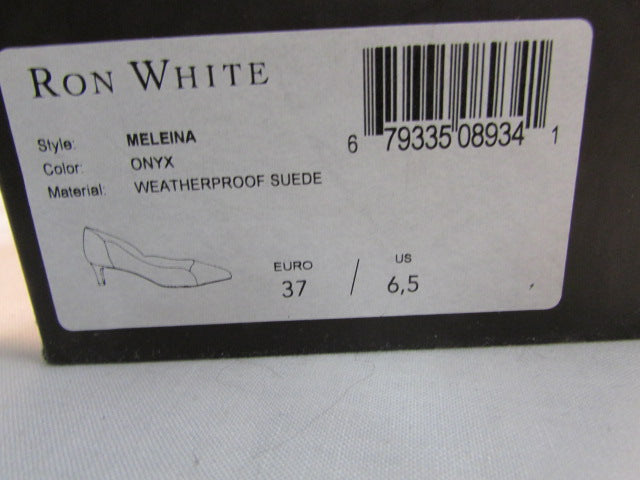 RON WHITE
Style: MELEINA
Color: ONYX
Material: WEATHERPROOF SUEDE
6 79335 08934 1
EURO / US
37 6,5